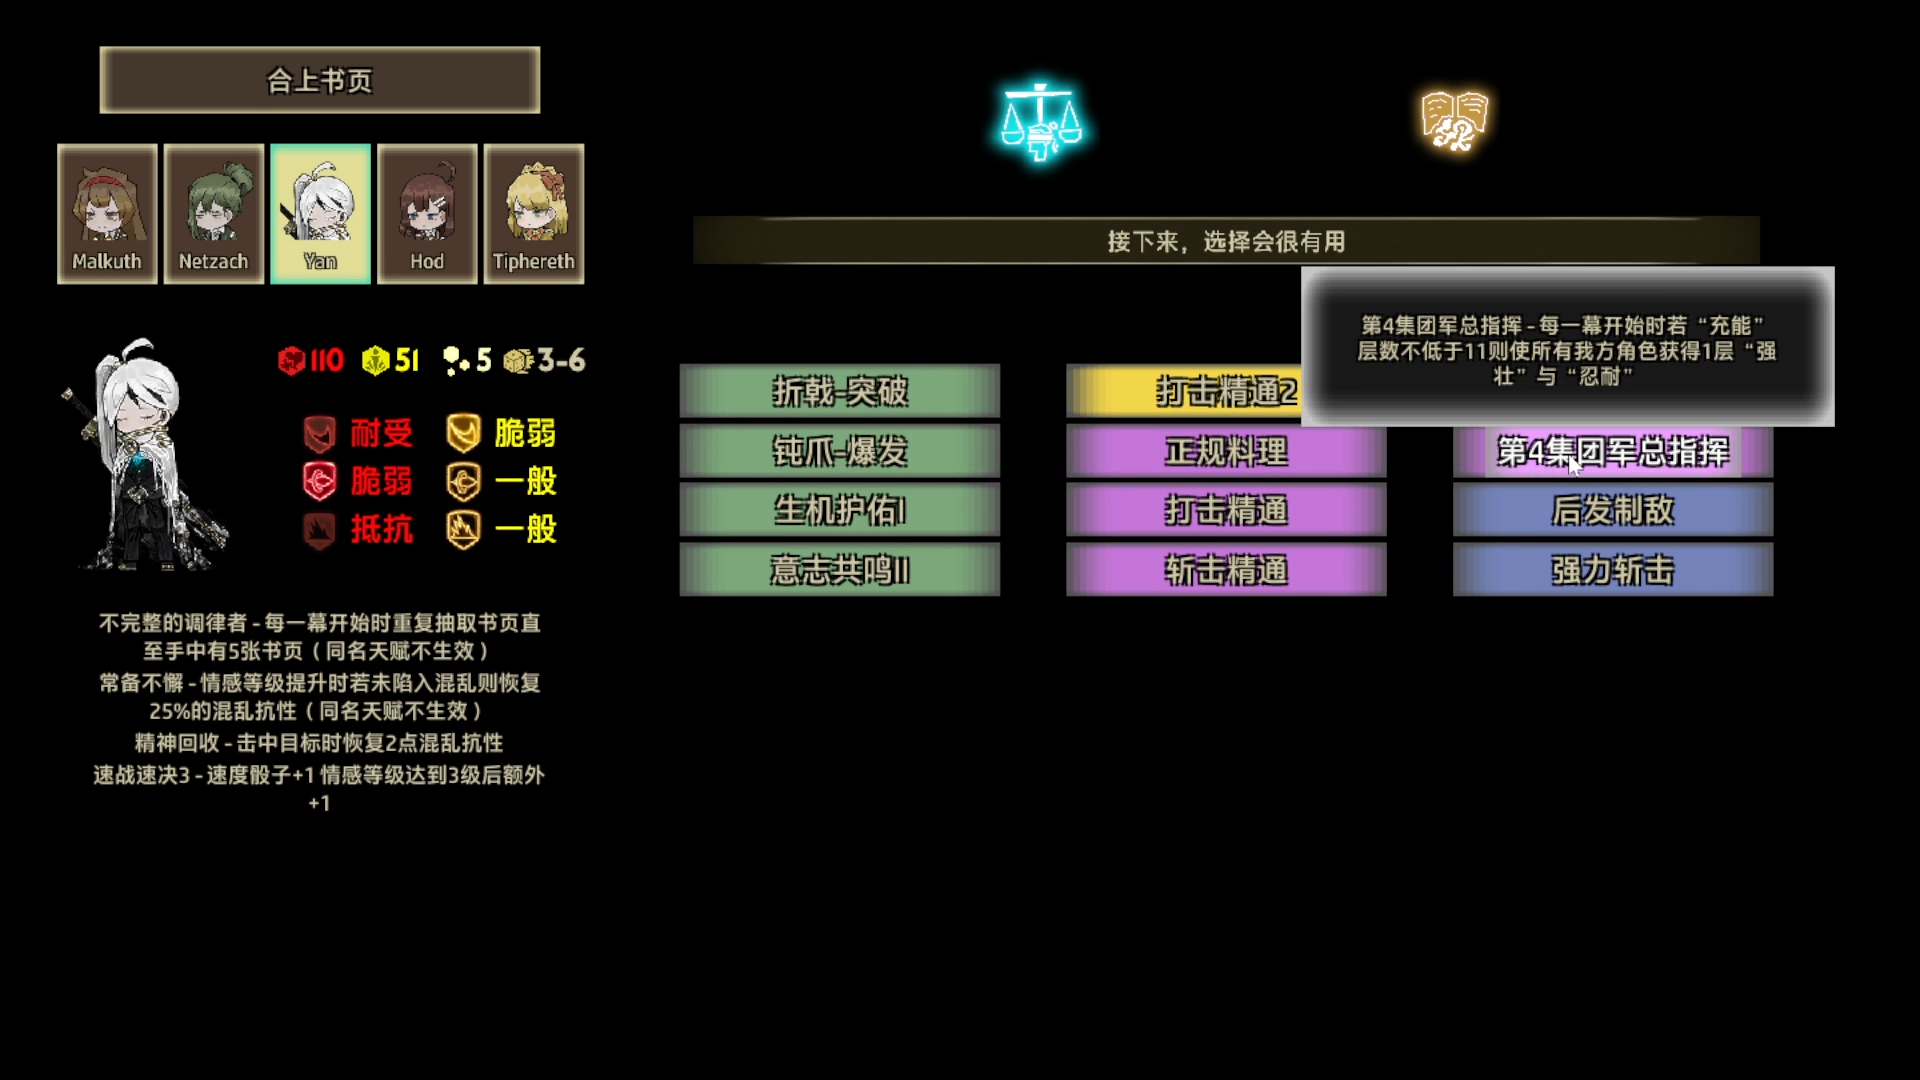 合上书页
Malkuth
Netzach
Yan
Hod
Tiphereth
110
51
5
3-6
耐受
脆弱
脆弱
一般
抵抗
一般
不完整的调律者-每一幕开始时重复抽取书页直
至手中有5张书页（同名天赋不生效）
常备不懈-情感等级提升时若未陷入混乱则恢复
25%的混乱抗性（同名天赋不生效）
精神回收-击中目标时恢复2点混乱抗性
速战速决3-速度骰子+1 情感等级达到3级后额外
+1
接下来，选择会很有用
第4集团军总指挥-每一幕开始时若“充能”
层数不低于11则使所有我方角色获得1层“强
壮”与“忍耐”
折戟-突破
打击精通2
钝爪-爆发
正规料理
第4集团军总指挥
生机护佑I
打击精通
后发制敌
意志共鸣II
斩击精通
强力斩击